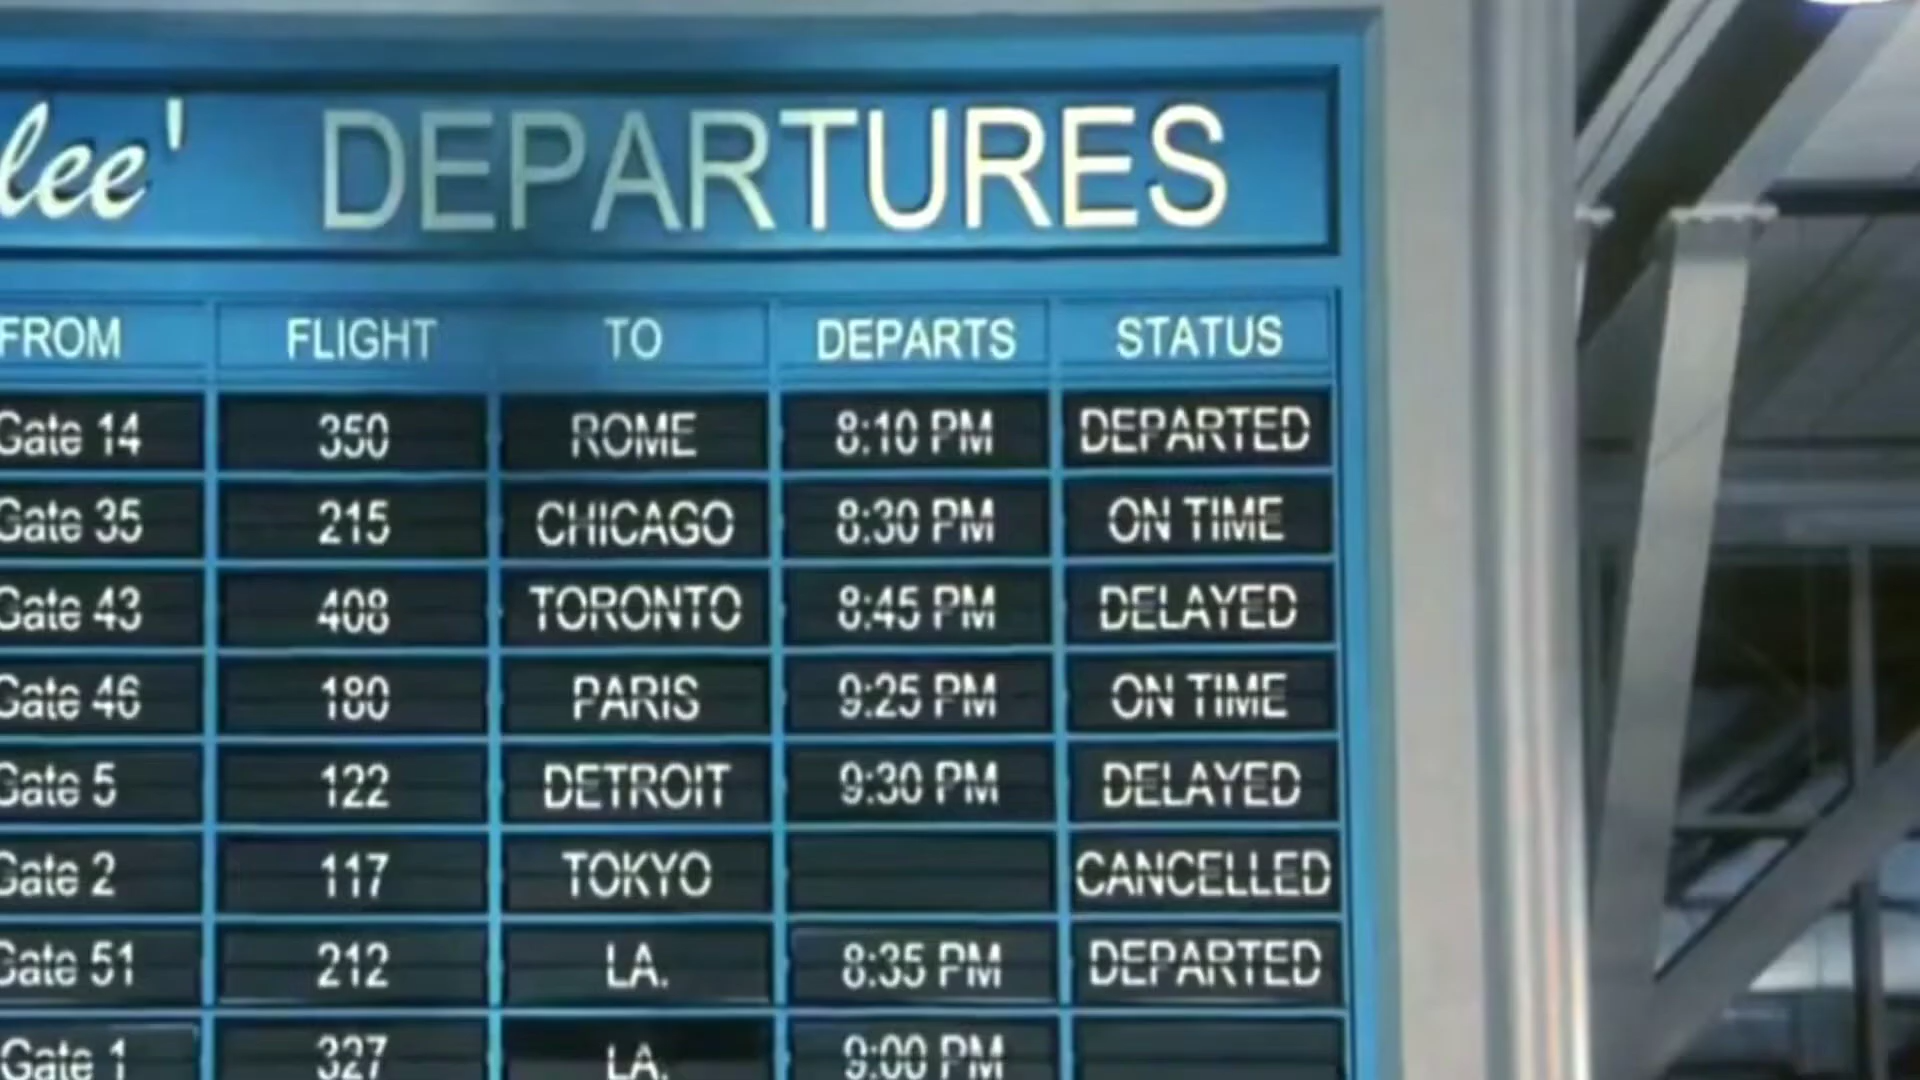 lee' DEPARTURES
FROM FLIGHT TO DEPARTS STATUS
Gate 14 350 ROME 8:10 PM DEPARTED
Gate 35 215 CHICAGO 8:30 PM ON TIME
Gate 43 408 TORONTO 8:45 PM DELAYED
Gate 46 180 PARIS 9:25 PM ON TIME
Gate 5 122 DETROIT 9:30 PM DELAYED
Gate 2 117 TOKYO CANCELLED
Gate 51 212 LA. 8:35 PM DEPARTED
Gate 1 327 LA. 9:00 PM